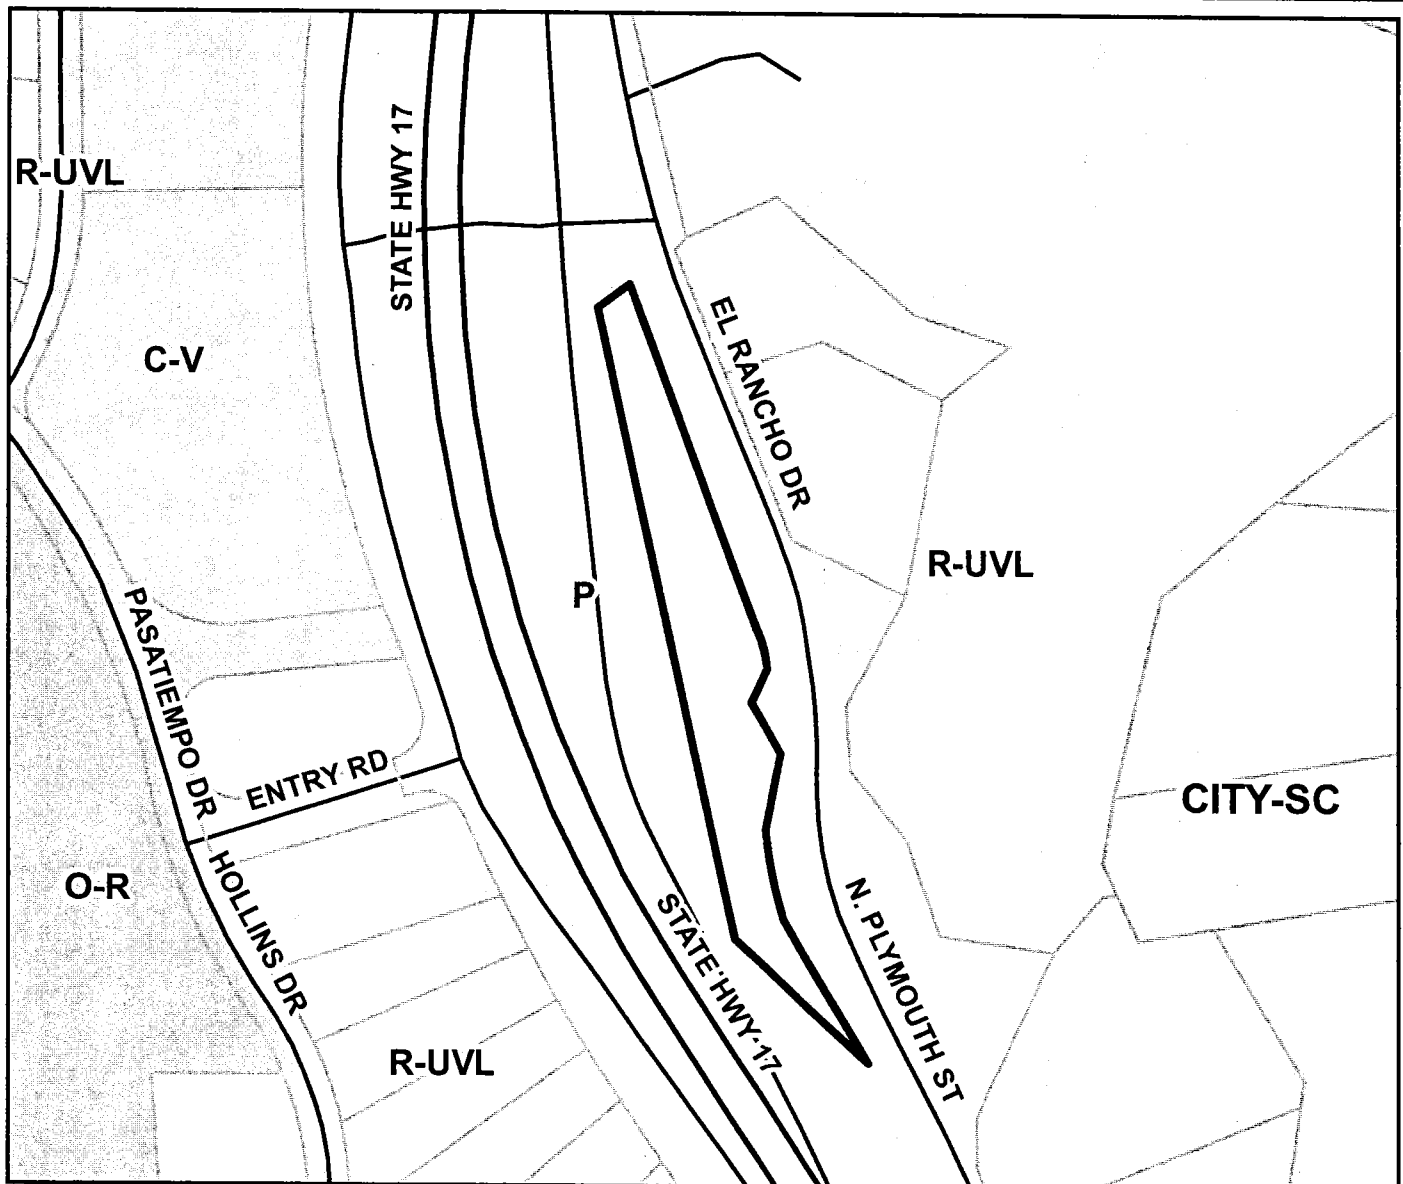 STATE HWY 17
R-UVL
C-V
EL RANCHO DR
R-UVL
P
PASATIEMPO DR
ENTRY RD
CITY-SC
O-R
HOLLINS DR
STATE HWY 17
N. PLYMOUTH ST
R-UVL